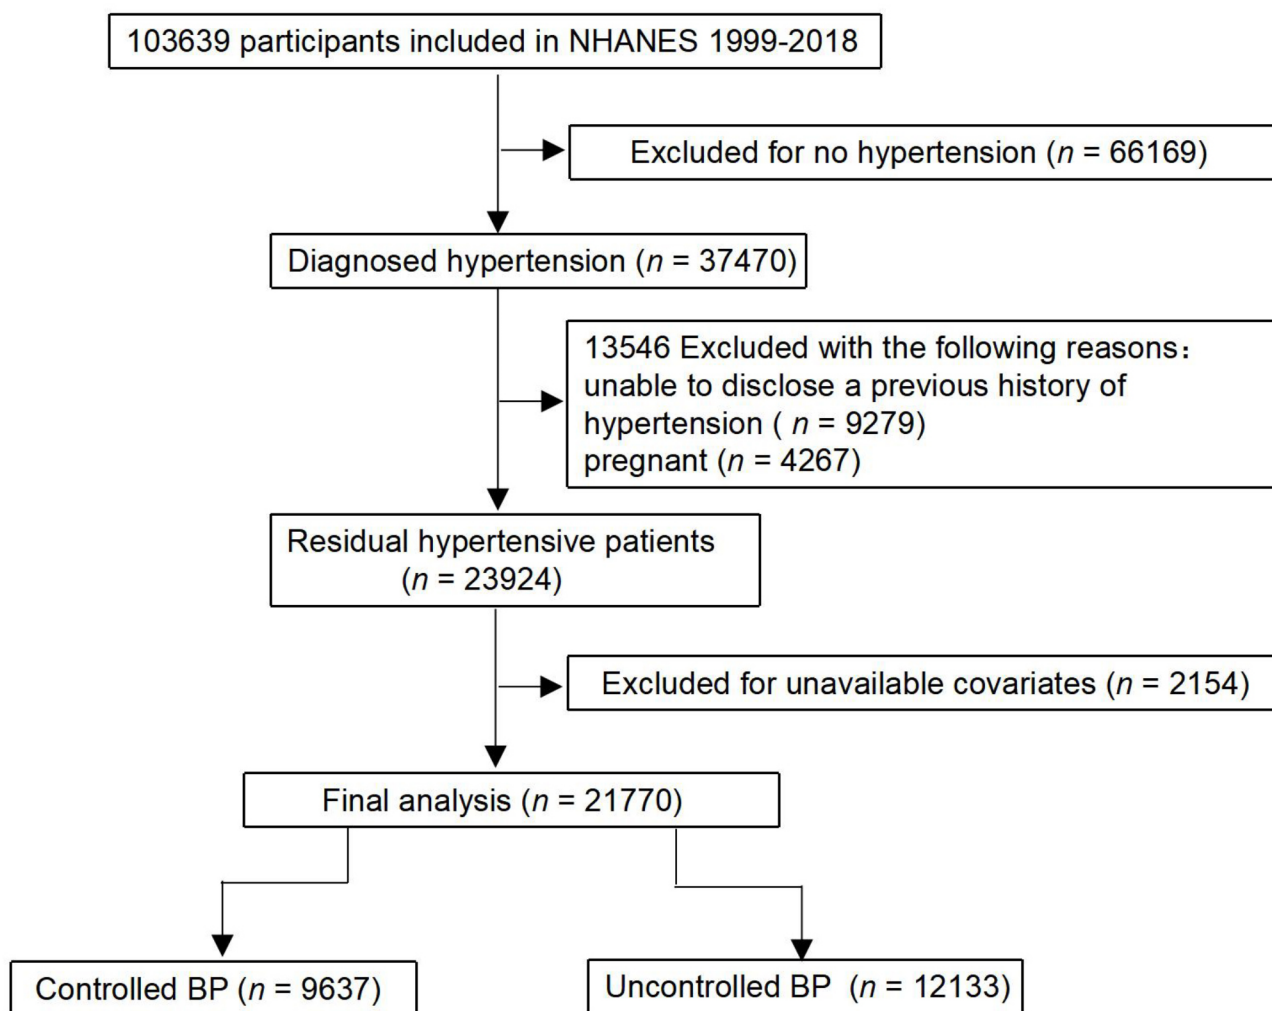 103639 participants included in NHANES 1999-2018
Excluded for no hypertension (n = 66169)
Diagnosed hypertension (n = 37470)
13546 Excluded with the following reasons：
unable to disclose a previous history of
hypertension ( n = 9279)
pregnant (n = 4267)
Residual hypertensive patients
(n = 23924)
Excluded for unavailable covariates (n = 2154)
Final analysis (n = 21770)
Controlled BP (n = 9637)
Uncontrolled BP (n = 12133)